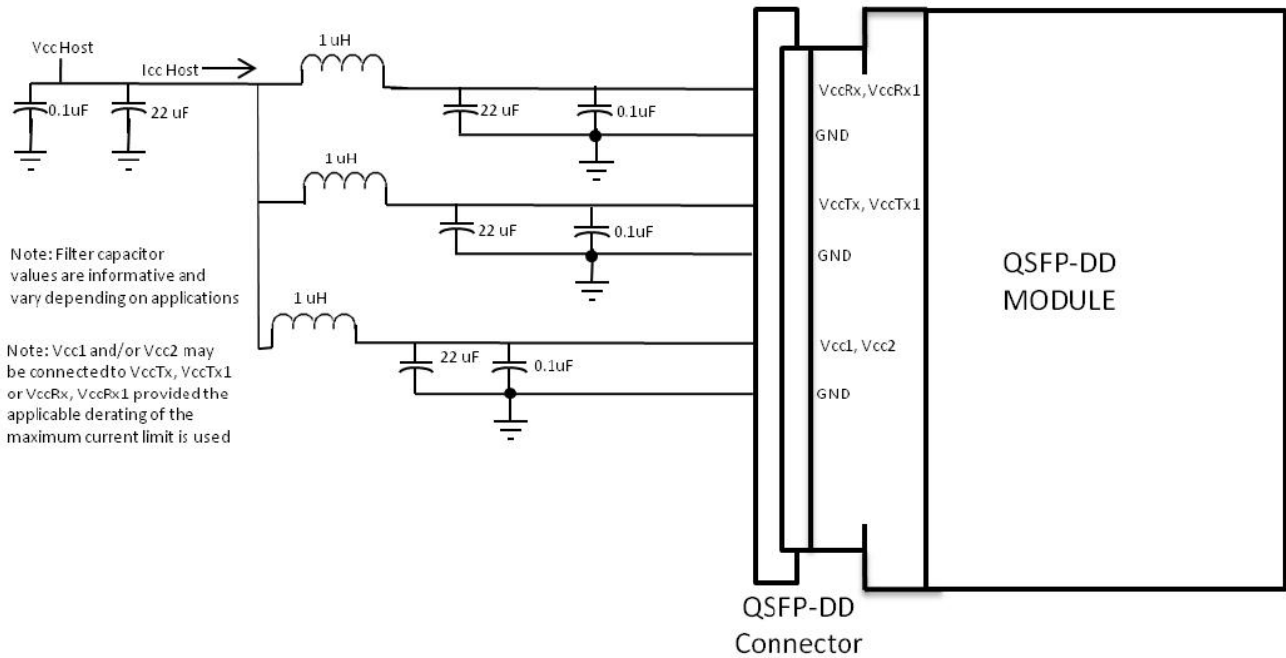 Vcc Host
Icc Host
0.1uF
22 uF
1 uH
22 uF
0.1uF
VccRx, VccRx1
GND
1 uH
22 uF
0.1uF
VccTx, VccTx1
GND
Note: Filter capacitor
values are informative and
vary depending on applications
1 uH
22 uF
0.1uF
Vcc1, Vcc2
GND
Note: Vcc1 and/or Vcc2 may
be connected to VccTx, VccTx1
or VccRx, VccRx1 provided the
applicable derating of the
maximum current limit is used
QSFP-DD
MODULE
QSFP-DD
Connector